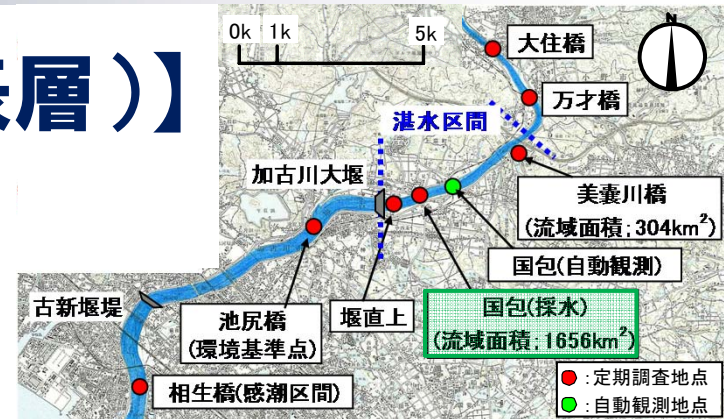 表層）】
0k 1k 5k
N
大住橋
万才橋
湛水区間
加古川大堰
美嚢川橋
(流域面積;304km²)
国包(自動観測)
古新堰堤
池尻橋
(環境基準点)
堰直上
国包(採水)
(流域面積;1656km²)
相生橋(感潮区間)
：定期調査地点
：自動観測地点